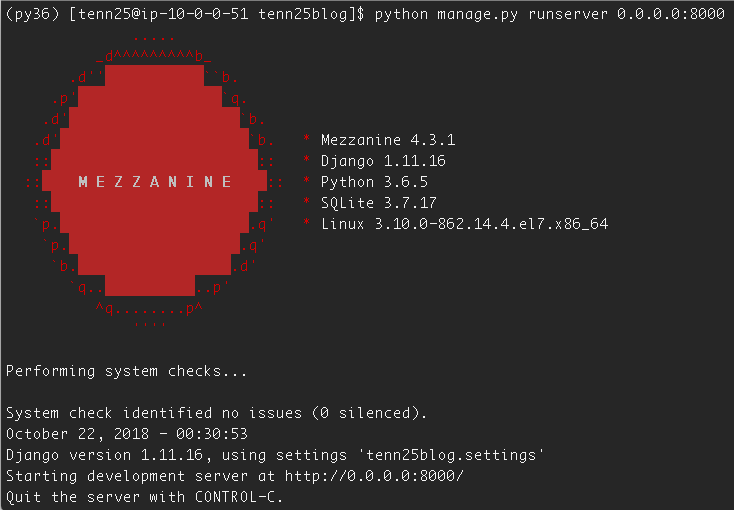 (py36) [tenn25@ip-10-0-0-51 tenn25blog]$ python manage.py runserver 0.0.0.0:8000
.....
_d^^^^^^^^^b_
.d'' ``b.
.p' `q.
.d' `b.
.d' `b. * Mezzanine 4.3.1
:: :: * Django 1.11.16
:: M E Z Z A N I N E :: * Python 3.6.5
:: :: * SQLite 3.7.17
`p. .q' * Linux 3.10.0-862.14.4.el7.x86_64
`p. .q'
`b. .d'
`q.. ..p'
^q........p^
''''
Performing system checks...
System check identified no issues (0 silenced).
October 22, 2018 - 00:30:53
Django version 1.11.16, using settings 'tenn25blog.settings'
Starting development server at http://0.0.0.0:8000/
Quit the server with CONTROL-C.